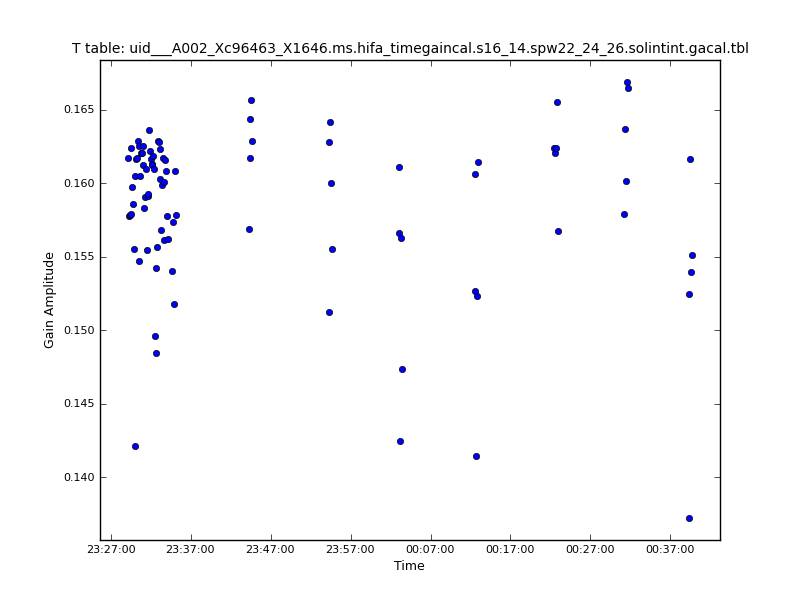 T table: uid___A002_Xc96463_X1646.ms.hifa_timegaincal.s16_14.spw22_24_26.solintint.gacal.tbl
Gain Amplitude
0.165
0.160
0.155
0.150
0.145
0.140
23:27:00 23:37:00 23:47:00 23:57:00 00:07:00 00:17:00 00:27:00 00:37:00
Time